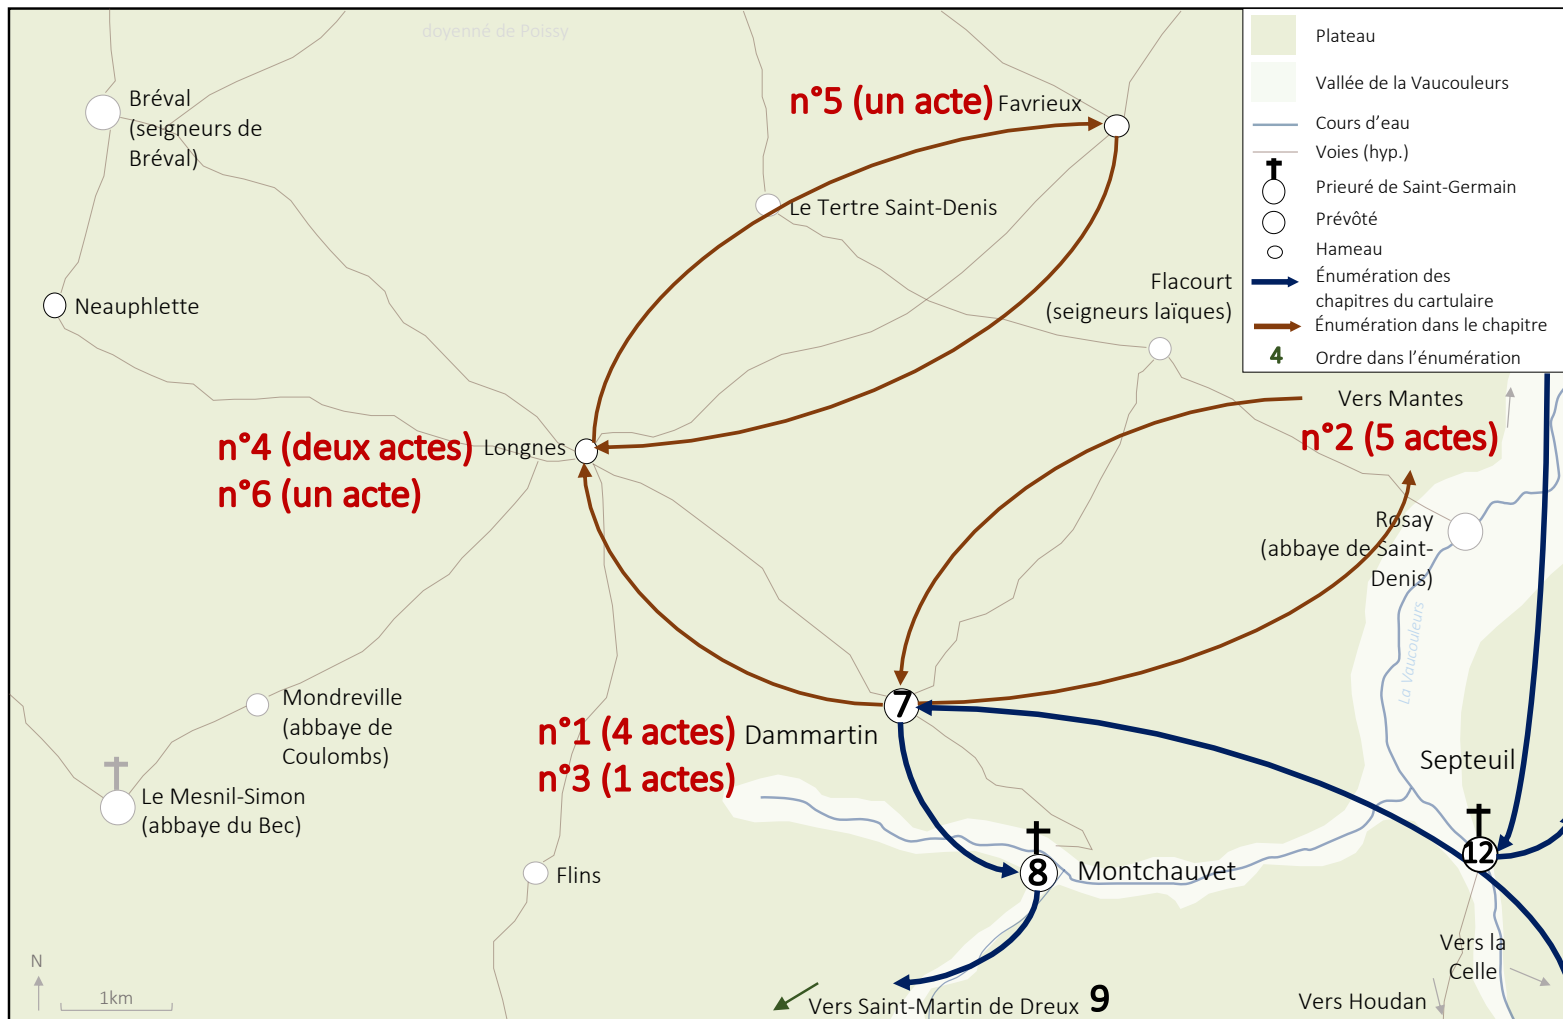 doyenné de Poissy
Bréval
(seigneurs de
Bréval)
n°5 (un acte)
Favrieux
Le Tertre Saint-Denis
Neauphlette
Flacourt
(seigneurs laïques)
Plateau
Vallée de la Vaucouleurs
Cours d'eau
Voies (hyp.)
Prieuré de Saint-Germain
Prévôté
Hameau
Énumération des
chapitres du cartulaire
Énumération dans le chapitre
4
Ordre dans l'énumération
Vers Mantes
n°2 (5 actes)
n°4 (deux actes)
Longnes
n°6 (un acte)
Rosay
(abbaye de Saint-
Denis)
La Vaucouleurs
Mondreville
(abbaye de
Coulombs)
7
n°1 (4 actes)
Dammartin
n°3 (1 actes)
Septeuil
Le Mesnil-Simon
(abbaye du Bec)
12
Flins
8
Montchauvet
Vers la
Celle
N
1km
Vers Saint-Martin de Dreux
9
Vers Houdan